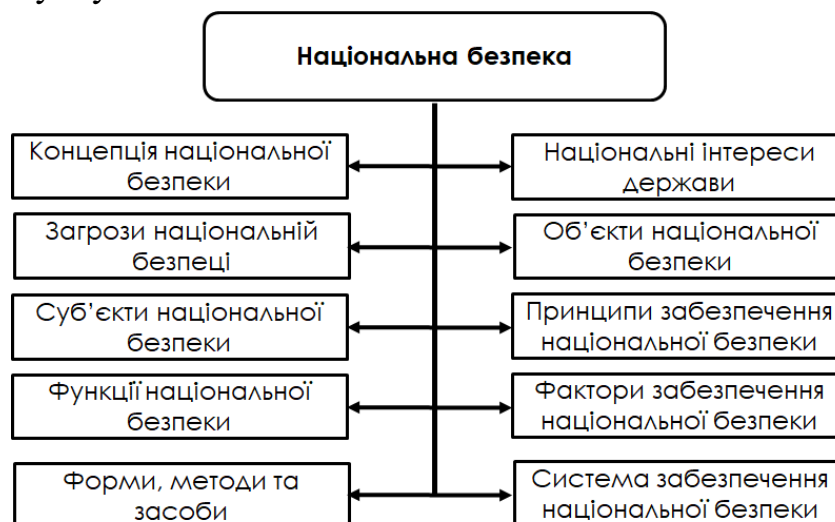 Національна безпека
Концепція національної
безпеки
Національні інтереси
держави
Загрози національній
безпеці
Об’єкти національної
безпеки
Суб’єкти національної
безпеки
Принципи забезпечення
національної безпеки
Функції національної
безпеки
Фактори забезпечення
національної безпеки
Форми, методи та
засоби
Система забезпечення
національної безпеки